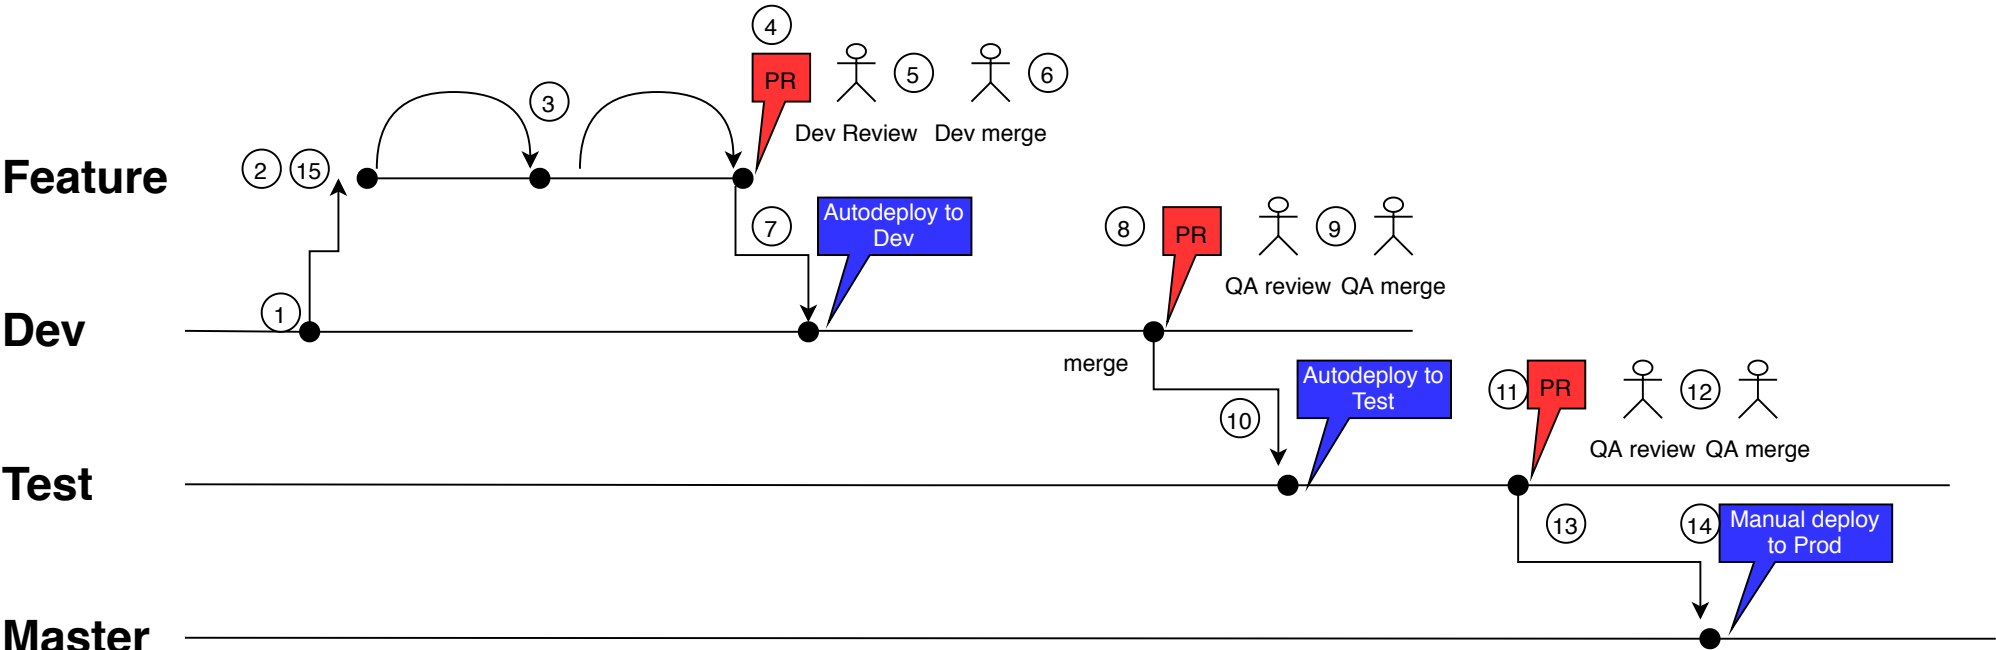 4
PR
5
6
3
Dev Review
Dev merge
2
15
Feature
7
Autodeploy to
Dev
8
PR
9
QA review
QA merge
1
Dev
merge
Autodeploy to
Test
10
11
PR
12
QA review
QA merge
Test
13
14
Manual deploy
to Prod
Master